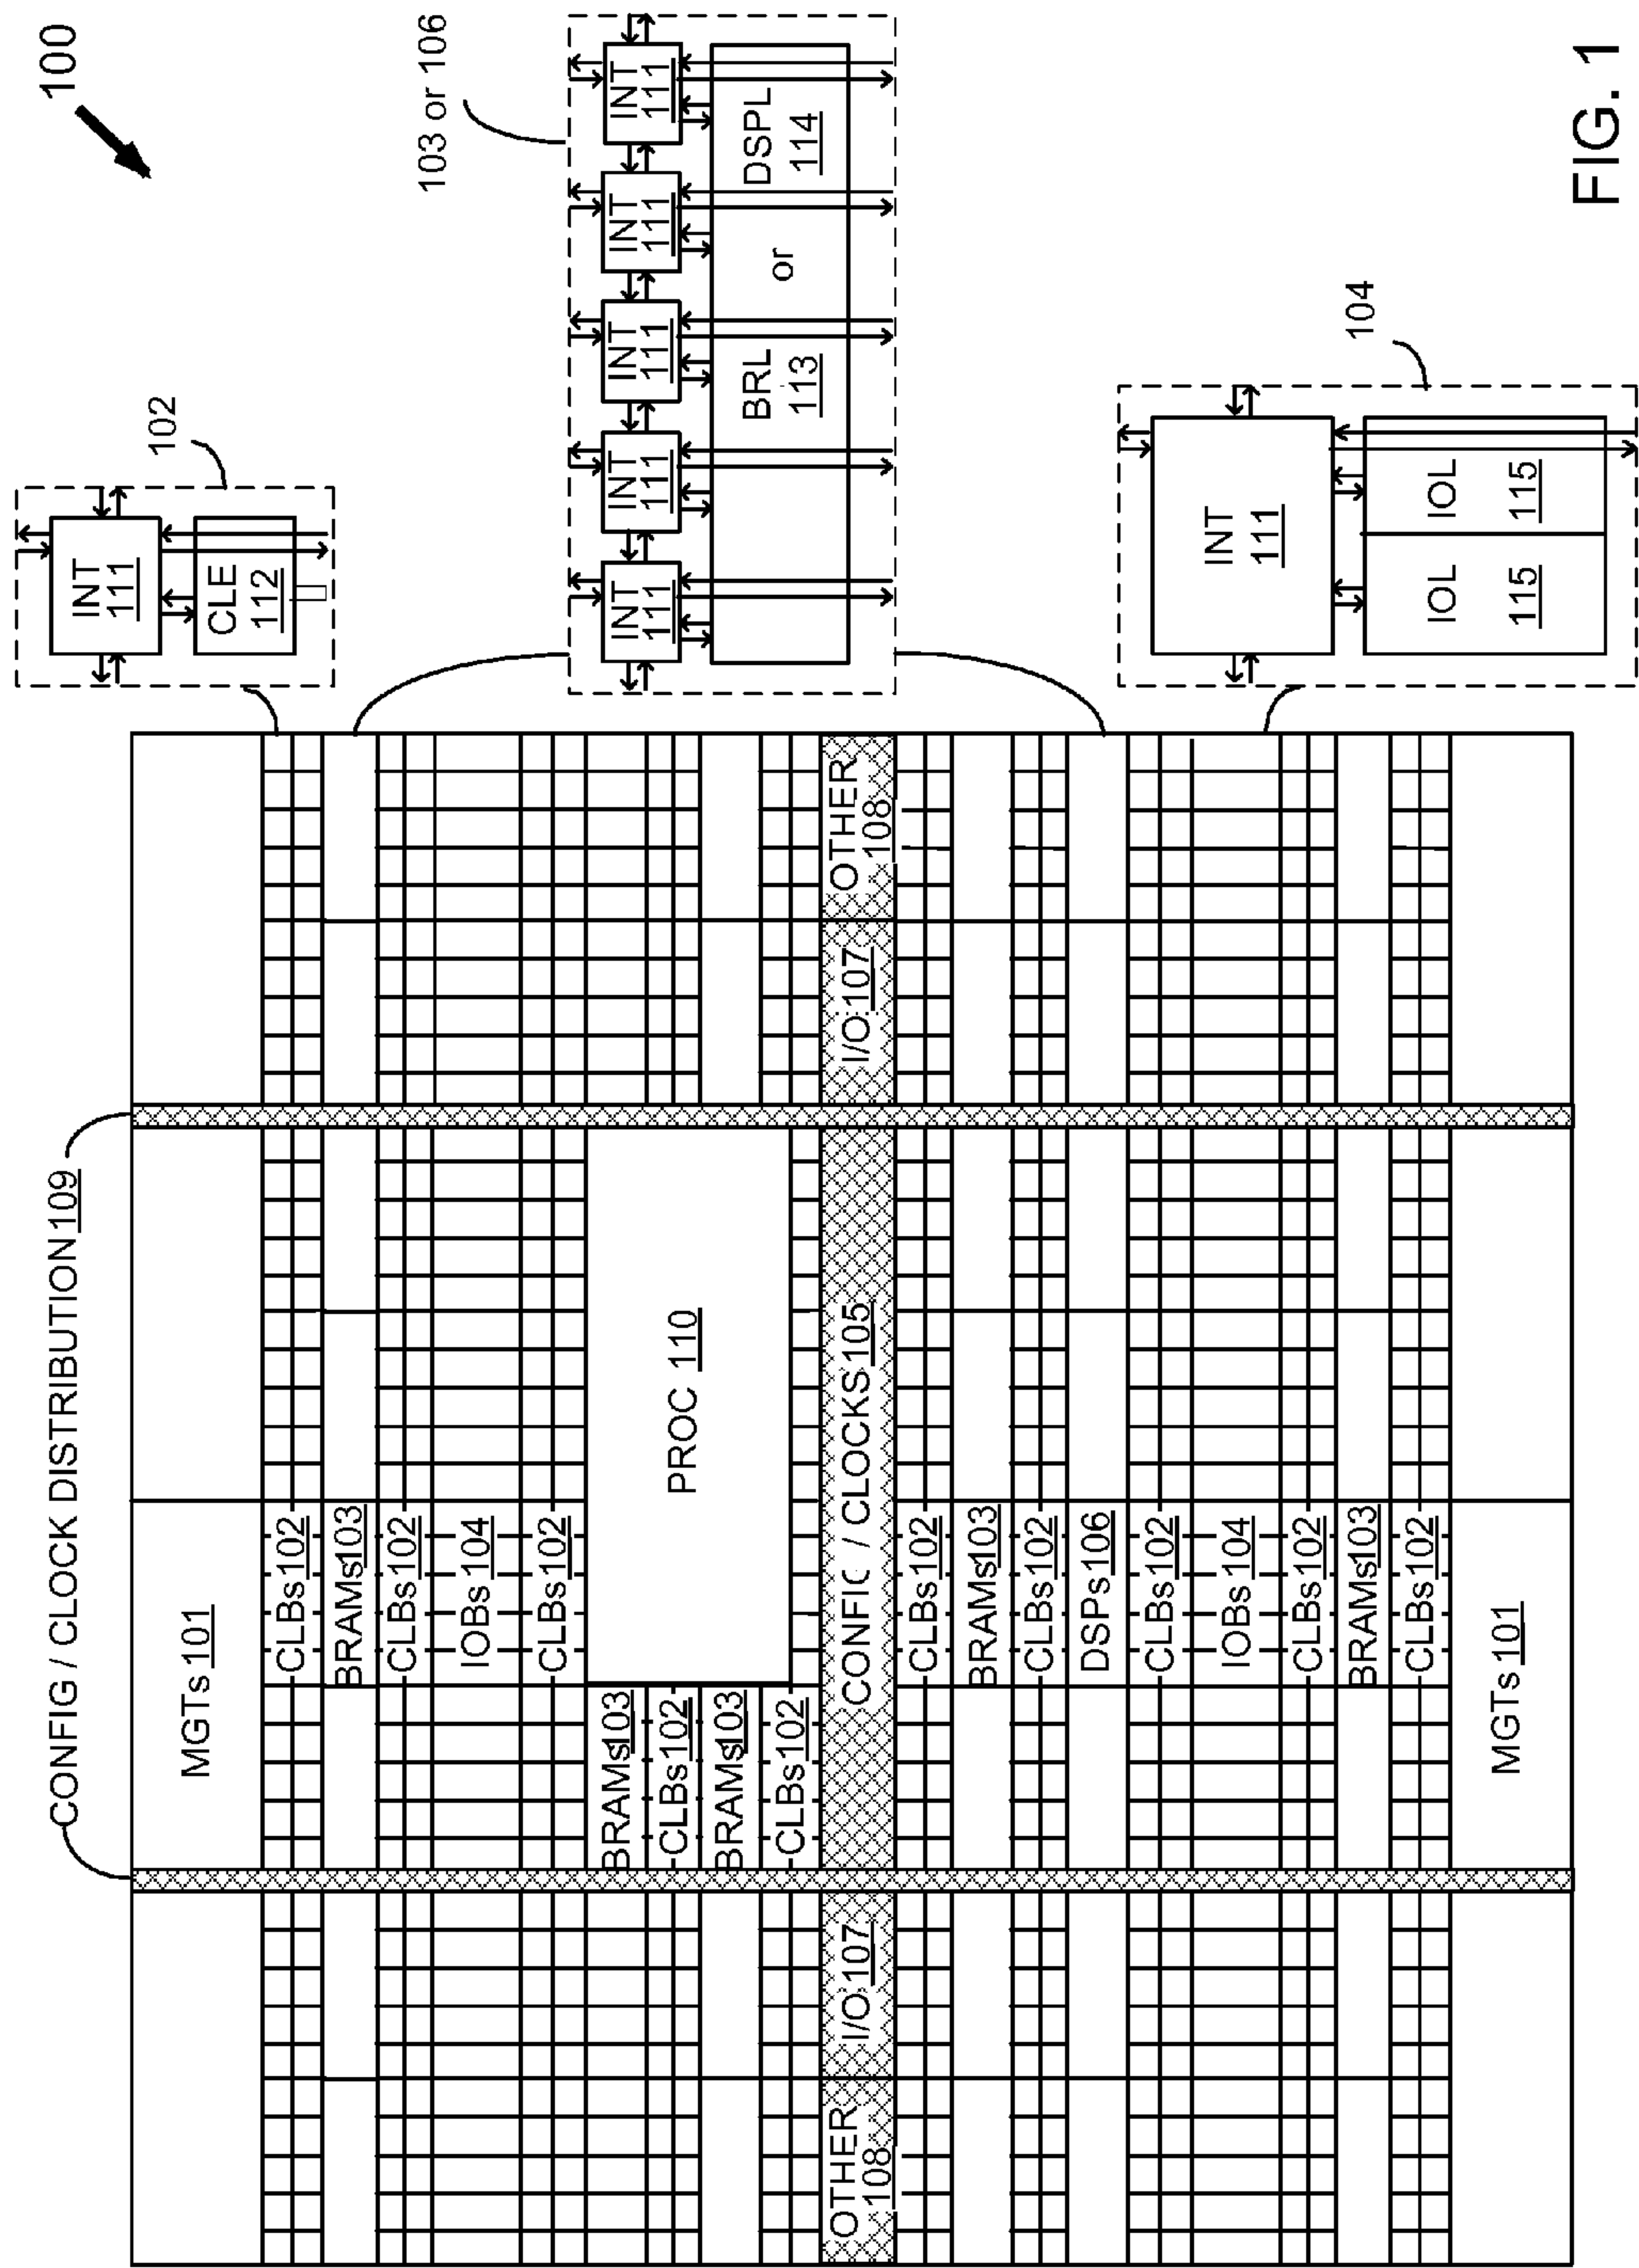 100
CONFIG / CLOCK DISTRIBUTION 109
MGTs 101
CLBs 102
BRAMs 103
CLBs 102
IOBs 104
CLBs 102
BRAMs 103
CLBs 102
BRAMs 103
CLBs 102
PROC 110
OTHER
108
I/O 107
CONFIG / CLOCKS 105
I/O 107
OTHER
108
CLBs 102
BRAMs 103
CLBs 102
DSPs 106
CLBs 102
IOBs 104
CLBs 102
BRAMs 103
CLBs 102
MGTs 101
102
INT
111
CLE
112
103 or 106
INT
111
INT
111
INT
111
INT
111
INT
111
BRL
113
or
DSPL
114
104
INT
111
IOL
115
IOL
115
FIG. 1